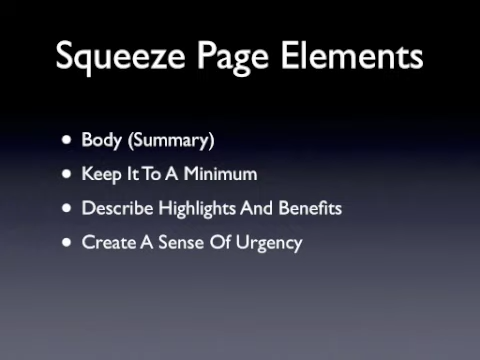 Squeeze Page Elements
• Body (Summary)
• Keep It To A Minimum
• Describe Highlights And Benefits
• Create A Sense Of Urgency